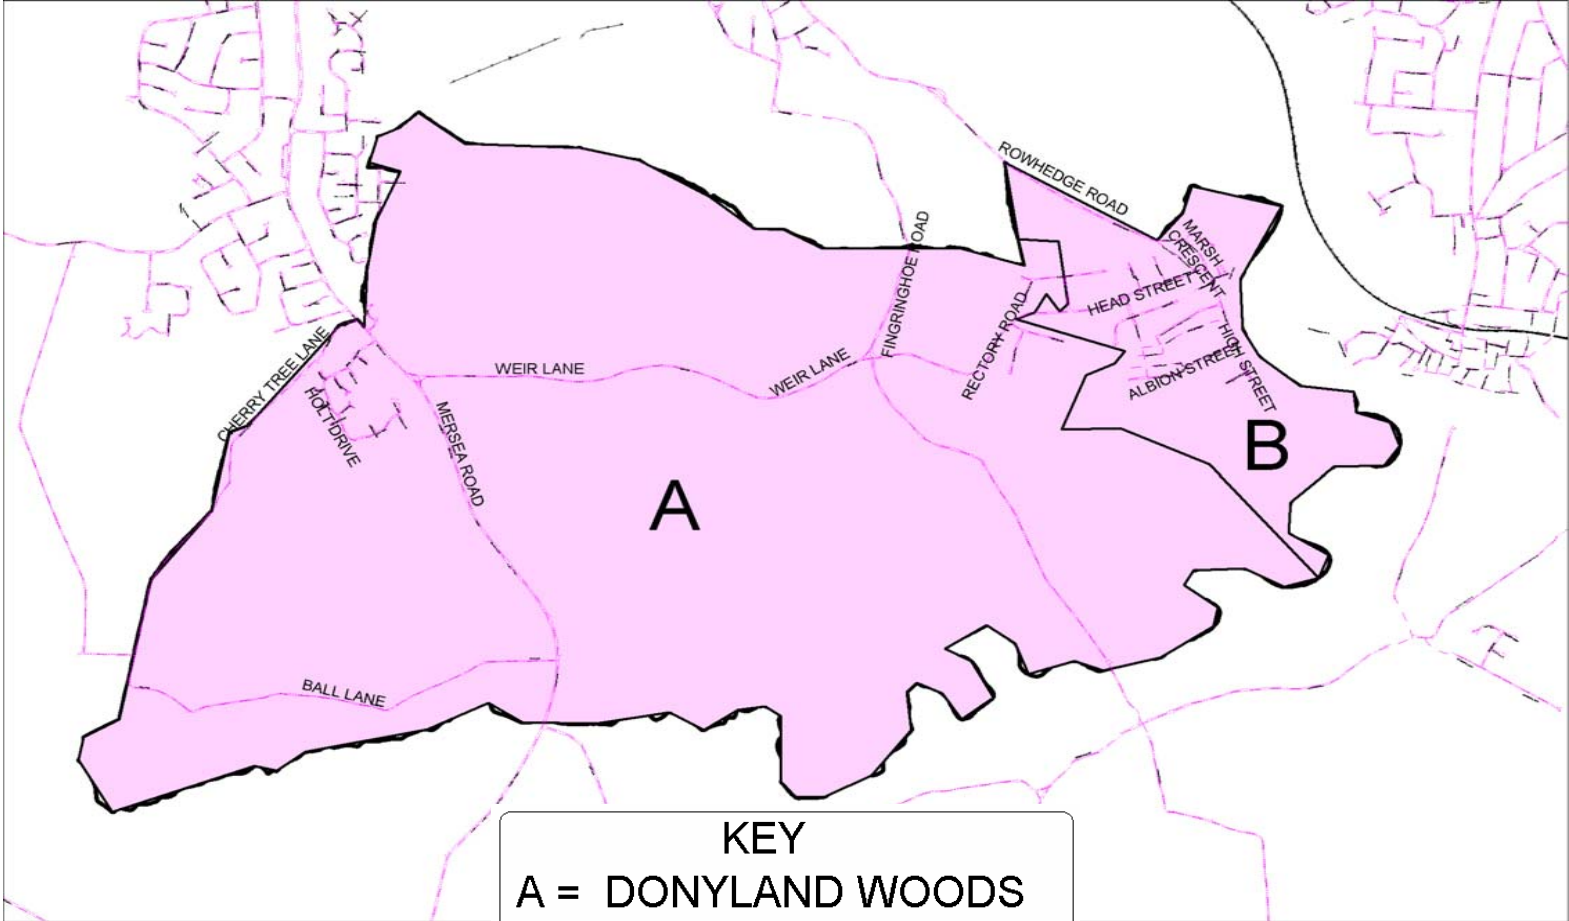 ROWHEDGE ROAD
MARSH
CRESCENT
FINGRINGHOE ROAD
HEAD STREET
RECTORY ROAD
CHERRY TREE LANE
WEIR LANE
WEIR LANE
HIGH STREET
ALBION STREET
HOLT DRIVE
MERSEA ROAD
B
A
BALL LANE
KEY
A = DONYLAND WOODS